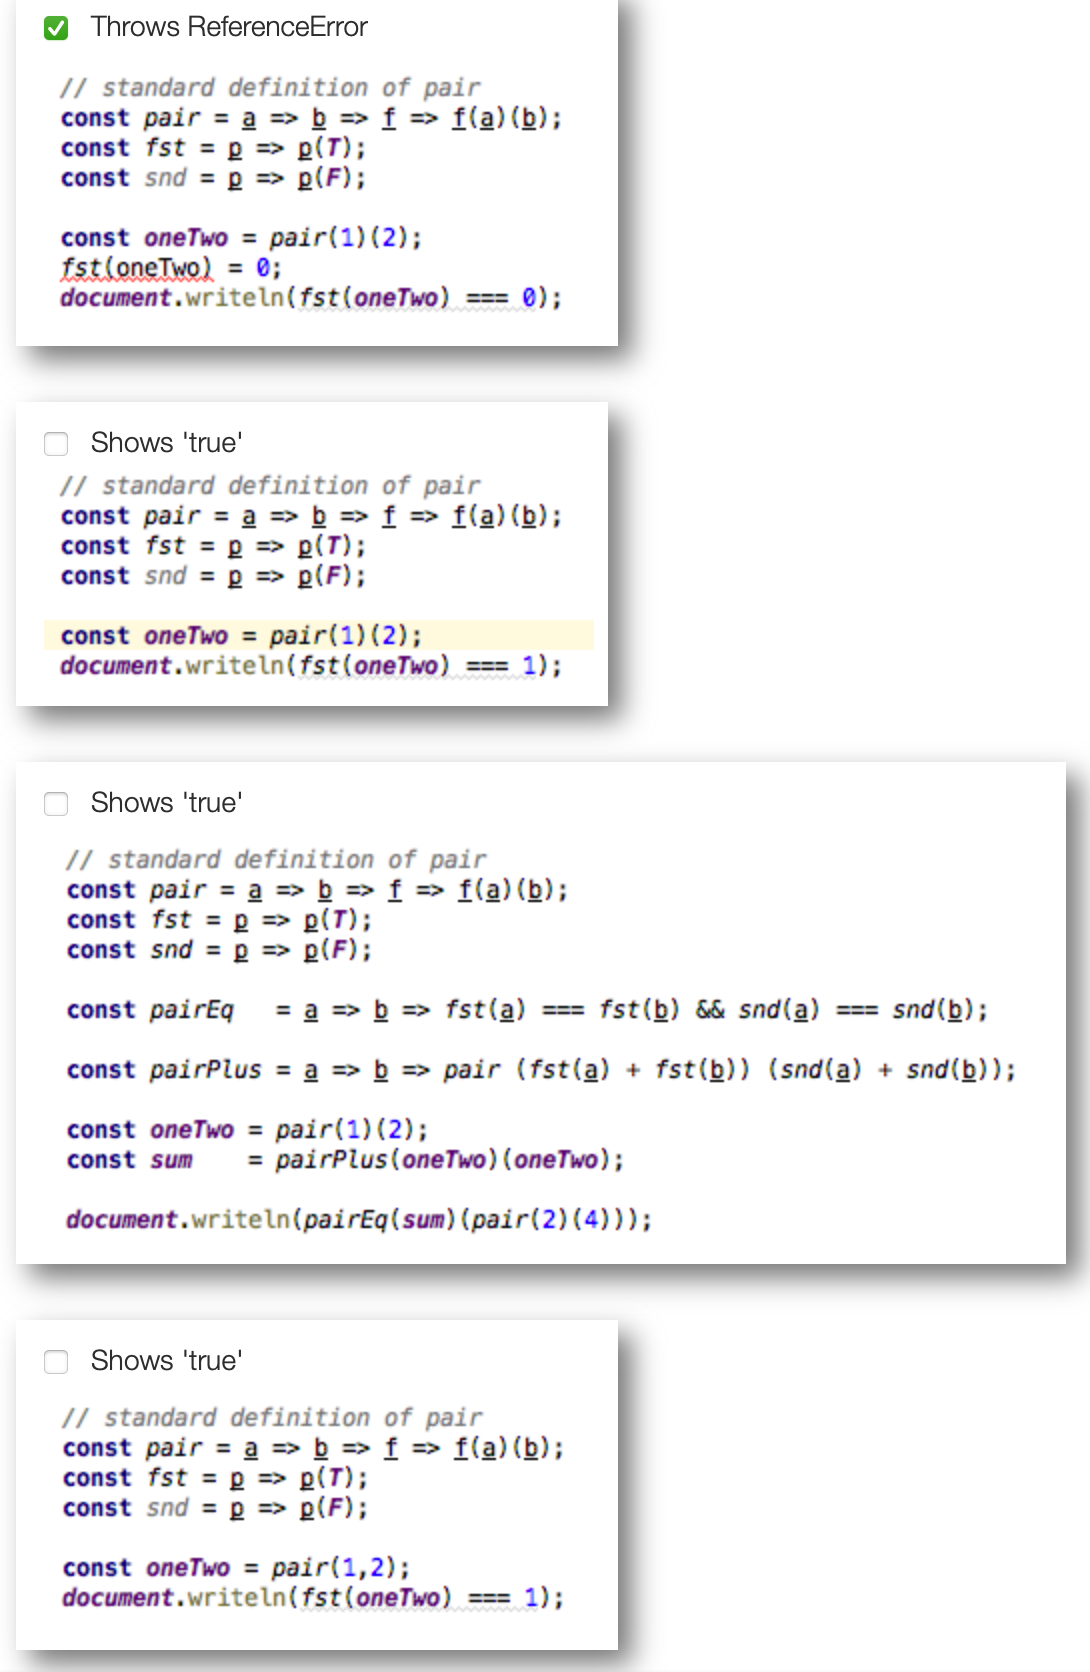 Throws ReferenceError
// standard definition of pair
const pair = a => b => f => f(a)(b);
const fst = p => p(T);
const snd = p => p(F);
const oneTwo = pair(1)(2);
fst(oneTwo) = 0;
document.writeln(fst(oneTwo) === 0);
Shows 'true'
// standard definition of pair
const pair = a => b => f => f(a)(b);
const fst = p => p(T);
const snd = p => p(F);
const oneTwo = pair(1)(2);
document.writeln(fst(oneTwo) === 1);
Shows 'true'
// standard definition of pair
const pair = a => b => f => f(a)(b);
const fst = p => p(T);
const snd = p => p(F);
const pairEq   = a => b => fst(a) === fst(b) && snd(a) === snd(b);
const pairPlus = a => b => pair (fst(a) + fst(b)) (snd(a) + snd(b));
const oneTwo = pair(1)(2);
const sum    = pairPlus(oneTwo)(oneTwo);
document.writeln(pairEq(sum)(pair(2)(4)));
Shows 'true'
// standard definition of pair
const pair = a => b => f => f(a)(b);
const fst = p => p(T);
const snd = p => p(F);
const oneTwo = pair(1,2);
document.writeln(fst(oneTwo) === 1);